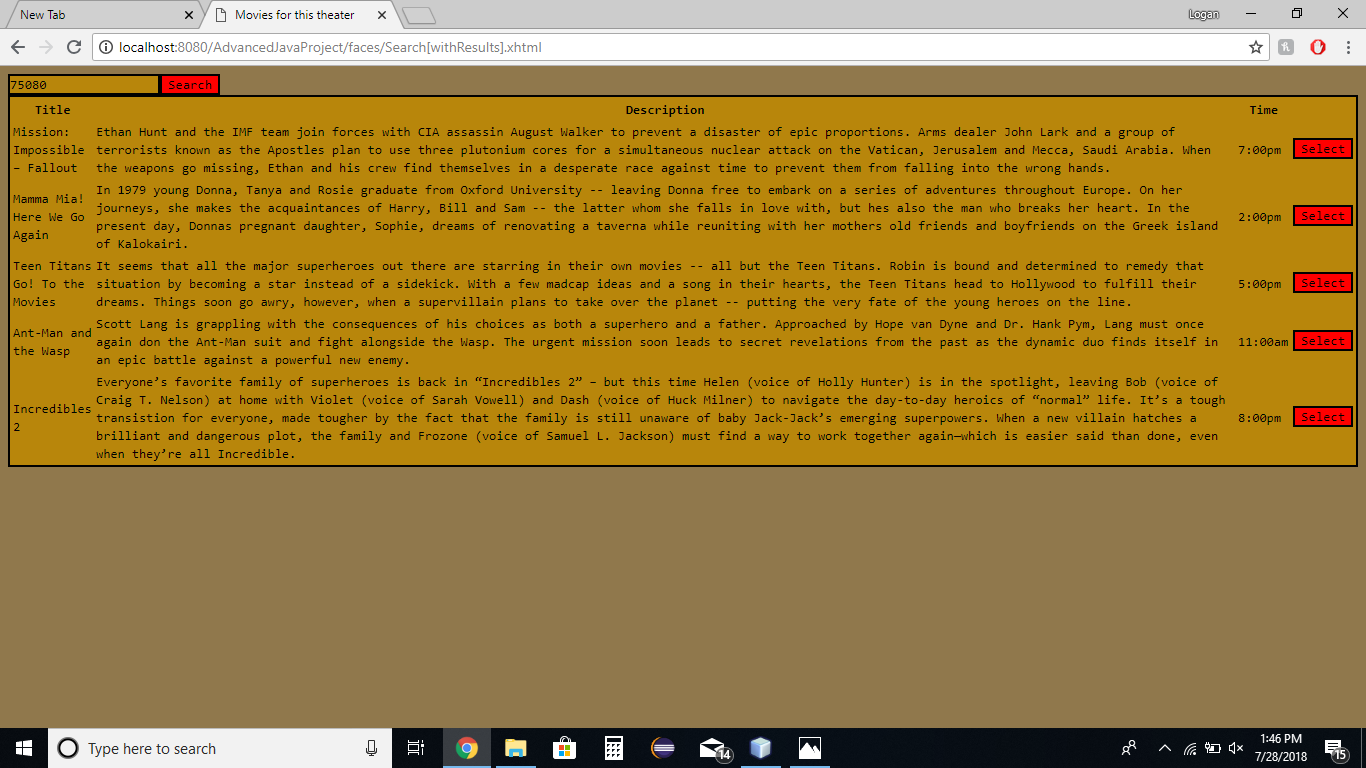 New Tab
Movies for this theater
Logan
localhost:8080/AdvancedJavaProject/faces/Search[withResults].xhtml
75080
Search
Title Description Time
Mission: Impossible – Fallout
Ethan Hunt and the IMF team join forces with CIA assassin August Walker to prevent a disaster of epic proportions. Arms dealer John Lark and a group of
terrorists known as the Apostles plan to use three plutonium cores for a simultaneous nuclear attack on the Vatican, Jerusalem and Mecca, Saudi Arabia. When
the weapons go missing, Ethan and his crew find themselves in a desperate race against time to prevent them from falling into the wrong hands.
7:00pm
Select
Mamma Mia! Here We Go Again
In 1979 young Donna, Tanya and Rosie graduate from Oxford University -- leaving Donna free to embark on a series of adventures throughout Europe. On her
journeys, she makes the acquaintances of Harry, Bill and Sam -- the latter whom she falls in love with, but hes also the man who breaks her heart. In the
present day, Donnas pregnant daughter, Sophie, dreams of renovating a taverna while reuniting with her mothers old friends and boyfriends on the Greek island
of Kalokairi.
2:00pm
Select
Teen Titans Go! To the Movies
It seems that all the major superheroes out there are starring in their own movies -- all but the Teen Titans. Robin is bound and determined to remedy that
situation by becoming a star instead of a sidekick. With a few madcap ideas and a song in their hearts, the Teen Titans head to Hollywood to fulfill their
dreams. Things soon go awry, however, when a supervillain plans to take over the planet -- putting the very fate of the young heroes on the line.
5:00pm
Select
Ant-Man and the Wasp
Scott Lang is grappling with the consequences of his choices as both a superhero and a father. Approached by Hope van Dyne and Dr. Hank Pym, Lang must once
again don the Ant-Man suit and fight alongside the Wasp. The urgent mission soon leads to secret revelations from the past as the dynamic duo finds itself in
an epic battle against a powerful new enemy.
11:00am
Select
Incredibles 2
Everyone’s favorite family of superheroes is back in “Incredibles 2” – but this time Helen (voice of Holly Hunter) is in the spotlight, leaving Bob (voice of
Craig T. Nelson) at home with Violet (voice of Sarah Vowell) and Dash (voice of Huck Milner) to navigate the day-to-day heroics of “normal” life. It’s a tough
transistion for everyone, made tougher by the fact that the family is still unaware of baby Jack-Jack’s emerging superpowers. When a new villain hatches a
brilliant and dangerous plot, the family and Frozone (voice of Samuel L. Jackson) must find a way to work together again—which is easier said than done, even
when they’re all Incredible.
8:00pm
Select
Type here to search
14
1:46 PM
7/28/2018
15